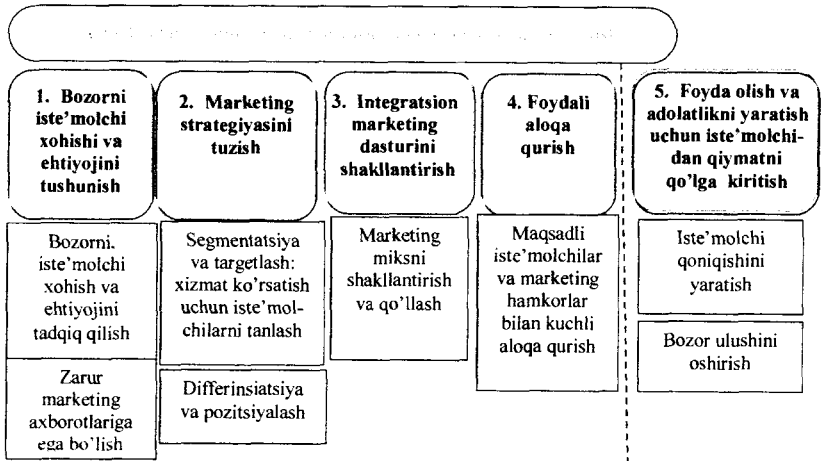 1. Bozorni
iste'molchi
xohishi va
ehtiyojini
tushunish
2. Marketing
strategiyasini
tuzish
3. Integratsion
marketing
dasturini
shakllantirish
4. Foydali
aloqa
qurish
5. Foyda olish va
adolatlikni yaratish
uchun iste'molchi-
dan qiymatni
qo'lga kiritish
Bozorni.
iste'molchi
xohish va
ehtiyojini
tadqiq qilish
Zarur
marketing
axborotlariga
ega bo'lish
Segmentatsiya
va targetlash:
xizmat ko'rsatish
uchun iste'mol-
chilarni tanlash
Differinsiatsiya
va pozitsiyalash
Marketing
miksni
shakllantirish
va qo'llash
Maqsadli
iste'molchilar
va marketing
hamkorlar
bilan kuchli
aloqa qurish
Iste'molchi
qoniqishini
yaratish
Bozor ulushini
oshirish